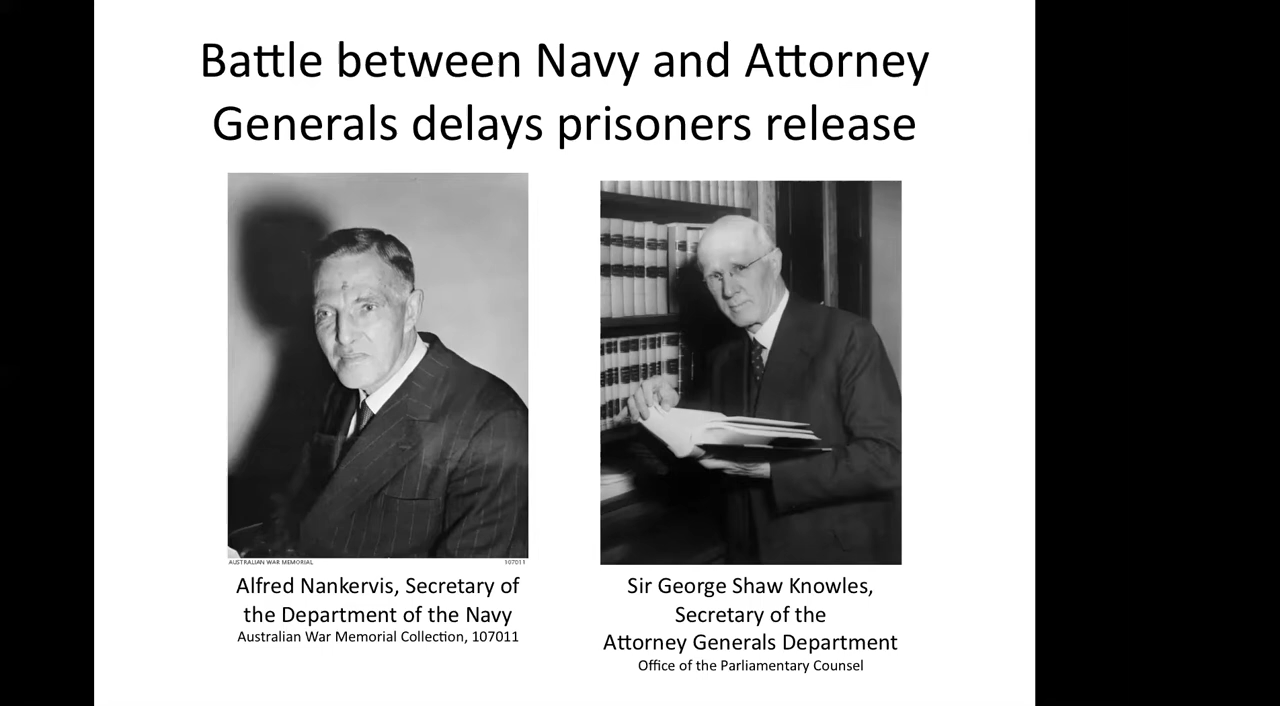 Battle between Navy and Attorney
Generals delays prisoners release
AUSTRALIAN WAR MEMORIAL
107011
Alfred Nankervis, Secretary of
the Department of the Navy
Australian War Memorial Collection, 107011
Sir George Shaw Knowles,
Secretary of the
Attorney Generals Department
Office of the Parliamentary Counsel